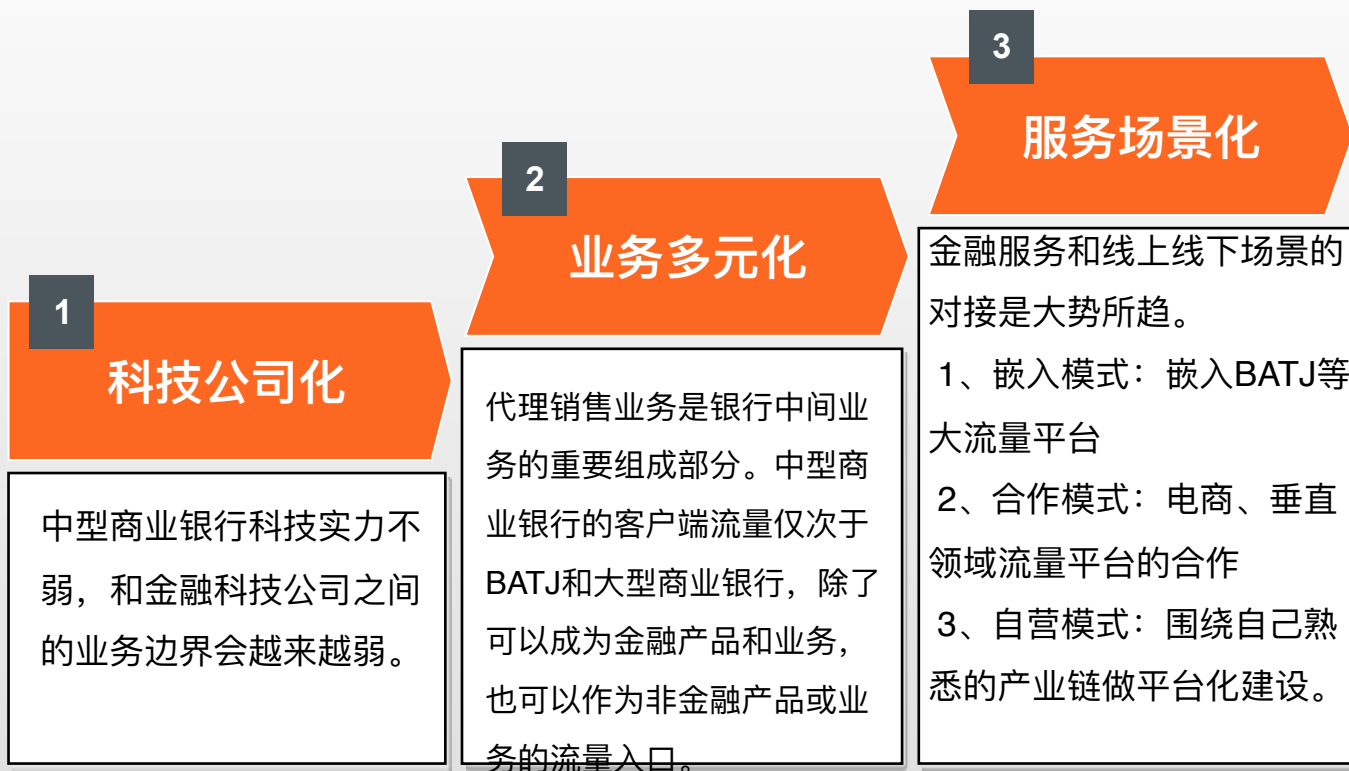 1
科技公司化
中型商业银行科技实力不
弱，和金融科技公司之间
的业务边界会越来越弱。
2
业务多元化
代理销售业务是银行中间业
务的重要组成部分。中型商
业银行的客户端流量仅次于
BATJ和大型商业银行，除了
可以成为金融产品和业务，
也可以作为非金融产品或业
务的流量入口。
3
服务场景化
金融服务和线上线下场景的
对接是大势所趋。
1、嵌入模式：嵌入BATJ等
大流量平台
2、合作模式：电商、垂直
领域流量平台的合作
3、自营模式：围绕自己熟
悉的产业链做平台化建设。